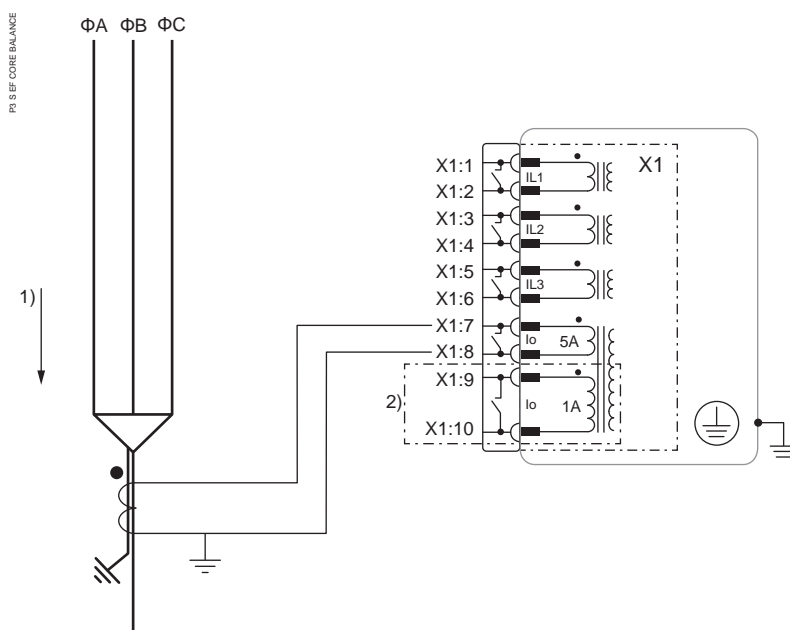 P3 S EF CORE BALANCE
ΦA ΦB ΦC
X1
X1:1
IL1
X1:2
X1:3
IL2
X1:4
X1:5
IL3
X1:6
1)
X1:7
Io 5A
X1:8
X1:9
2)
Io 1A
X1:10